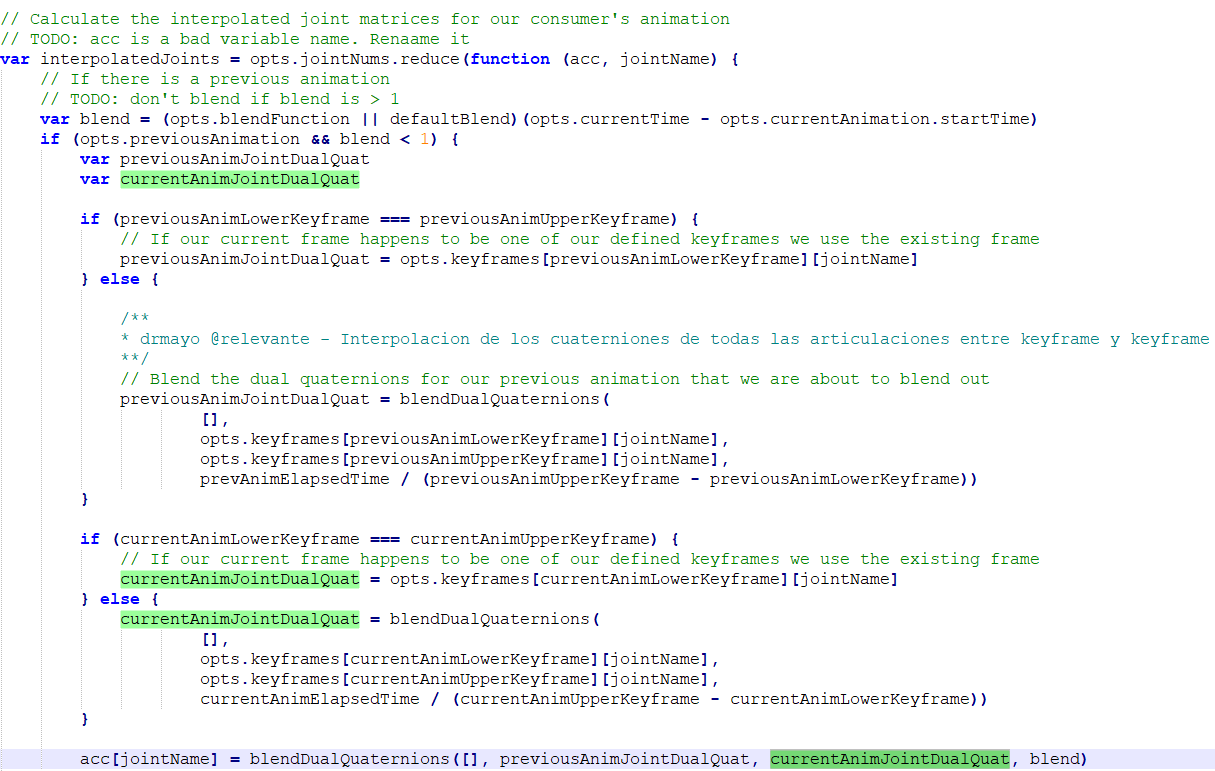 // Calculate the interpolated joint matrices for our consumer's animation
// TODO: acc is a bad variable name. Renaame it
var interpolatedJoints = opts.jointNums.reduce(function (acc, jointName) {
// If there is a previous animation
// TODO: don't blend if blend is > 1
var blend = (opts.blendFunction || defaultBlend)(opts.currentTime - opts.currentAnimation.startTime)
if (opts.previousAnimation && blend < 1) {
var previousAnimJointDualQuat
var currentAnimJointDualQuat
if (previousAnimLowerKeyframe === previousAnimUpperKeyframe) {
// If our current frame happens to be one of our defined keyframes we use the existing frame
previousAnimJointDualQuat = opts.keyframes[previousAnimLowerKeyframe][jointName]
} else {
/**
* drmayo @relevante - Interpolacion de los cuaterniones de todas las articulaciones entre keyframe y keyframe
**/
// Blend the dual quaternions for our previous animation that we are about to blend out
previousAnimJointDualQuat = blendDualQuaternions(
[],
opts.keyframes[previousAnimLowerKeyframe][jointName],
opts.keyframes[previousAnimUpperKeyframe][jointName],
prevAnimElapsedTime / (previousAnimUpperKeyframe - previousAnimLowerKeyframe))
}
if (currentAnimLowerKeyframe === currentAnimUpperKeyframe) {
// If our current frame happens to be one of our defined keyframes we use the existing frame
currentAnimJointDualQuat = opts.keyframes[currentAnimLowerKeyframe][jointName]
} else {
currentAnimJointDualQuat = blendDualQuaternions(
[],
opts.keyframes[currentAnimLowerKeyframe][jointName],
opts.keyframes[currentAnimUpperKeyframe][jointName],
currentAnimElapsedTime / (currentAnimUpperKeyframe - currentAnimLowerKeyframe))
}
acc[jointName] = blendDualQuaternions([], previousAnimJointDualQuat, currentAnimJointDualQuat, blend)